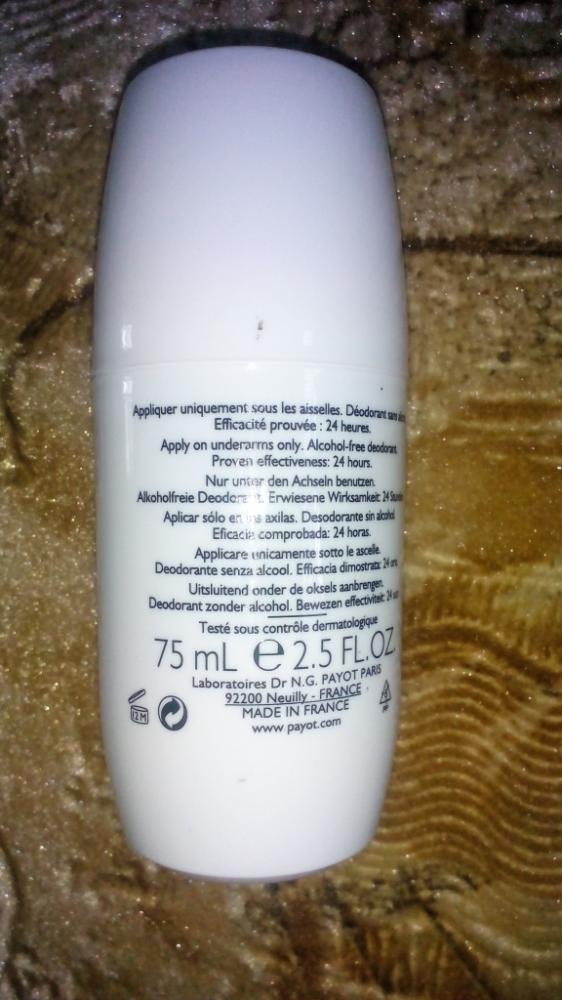 Appliquer uniquement sous les aisselles. Déodorant sans
Efficacité prouvée : 24 heures.
Apply on underarms only. Alcohol-free deodorant.
Proven effectiveness: 24 hours.
Nur unter den Achseln benutzen.
Alkoholfreie Deodorant. Erwiesene Wirksamkeit: 24
Aplicar sólo en las axilas. Desodorante sin alcohol.
Eficacia comprobada: 24 horas.
Applicare unicamente sotto le ascelle.
Deodorante senza alcool. Efficacia dimostrata: 24
Uitsluitend onder de oksels aanbrengen.
Deodorant zonder alcohol. Bewezen effectiviteit: 24
Testé sous contrôle dermatologique
75 mL e 2.5 FL.OZ.
Laboratoires Dr N.G. PAYOT PARIS
92200 Neuilly - FRANCE
MADE IN FRANCE
www.payot.com
12 M
PP